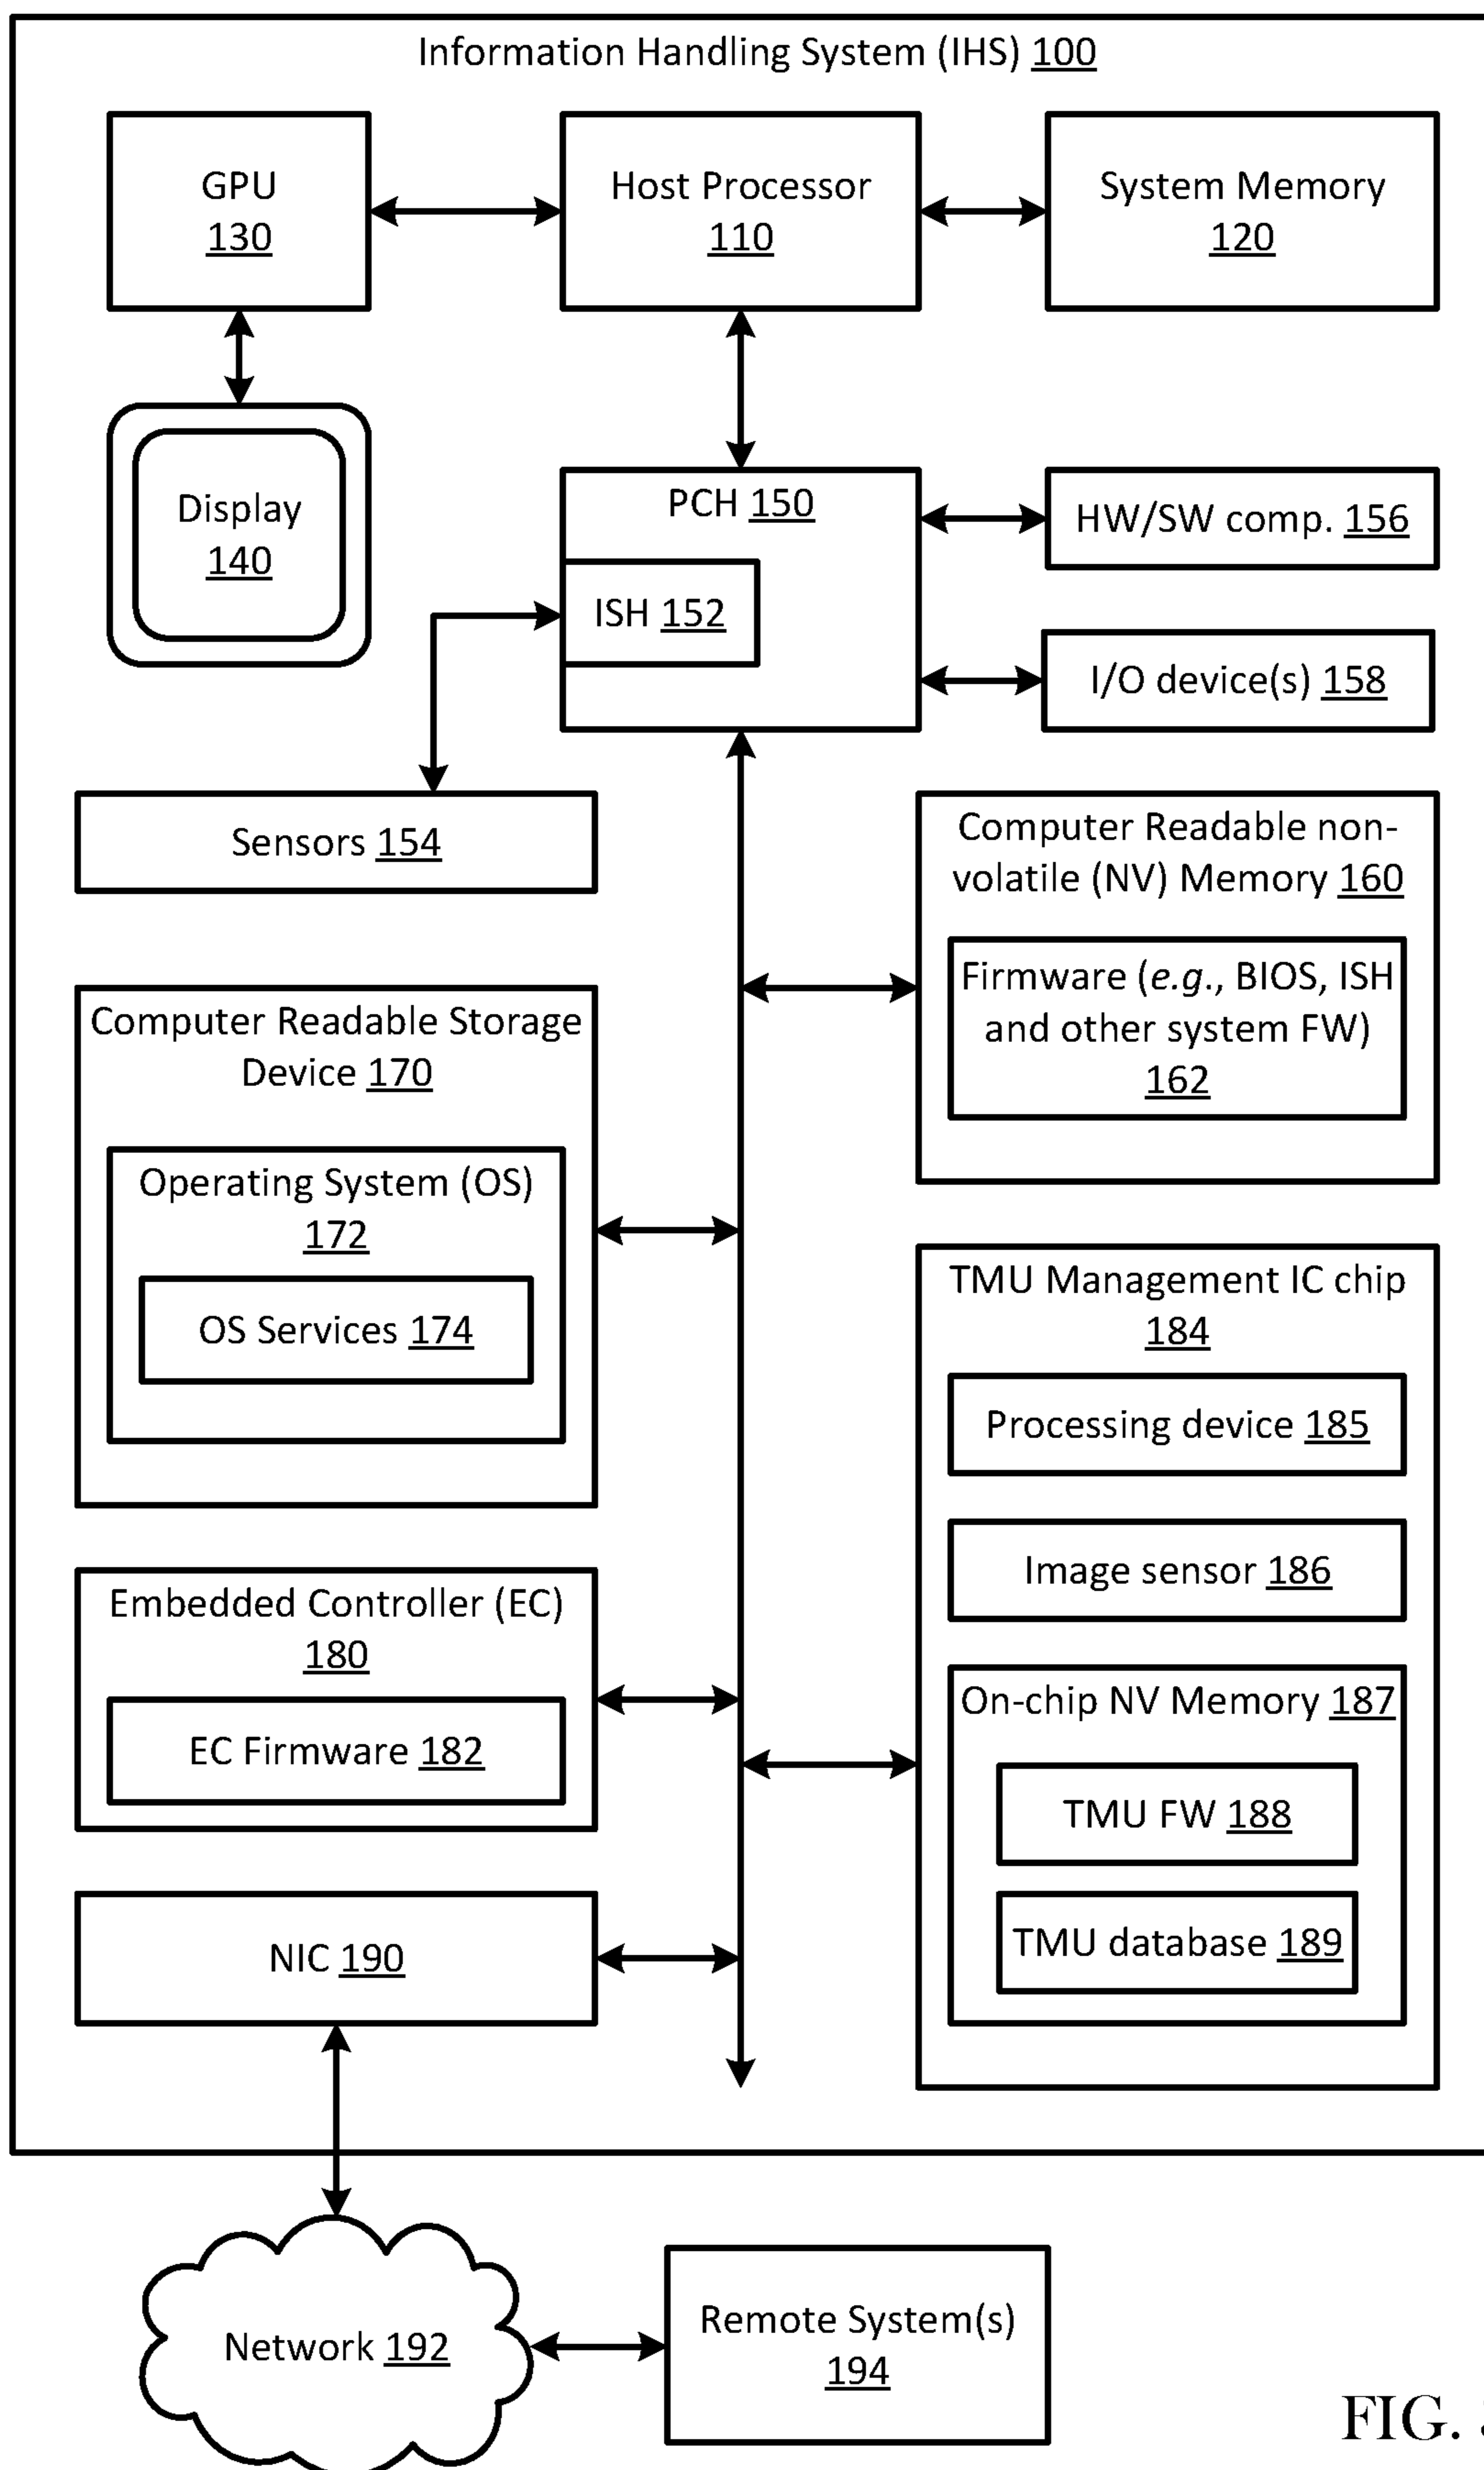 Information Handling System (IHS) 100
GPU
130
Host Processor
110
System Memory
120
Display
140
PCH 150
ISH 152
HW/SW comp. 156
I/O device(s) 158
Sensors 154
Computer Readable non-
volatile (NV) Memory 160
Firmware (e.g., BIOS, ISH
and other system FW)
162
Computer Readable Storage
Device 170
Operating System (OS)
172
OS Services 174
TMU Management IC chip
184
Processing device 185
Image sensor 186
On-chip NV Memory 187
TMU FW 188
TMU database 189
Embedded Controller (EC)
180
EC Firmware 182
NIC 190
Network 192
Remote System(s)
194
FIG.